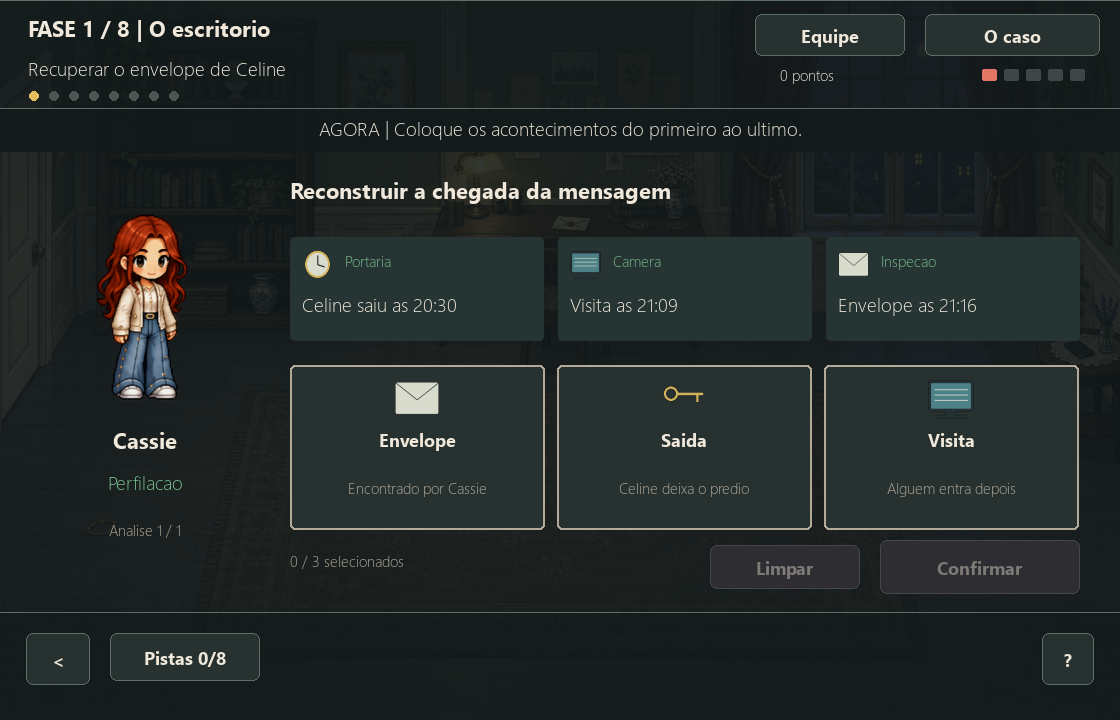 FASE 1 / 8 | O escritorio
Recuperar o envelope de Celine
Equipe
O caso
0 pontos
AGORA | Coloque os acontecimentos do primeiro ao ultimo.
Reconstruir a chegada da mensagem
Portaria
Celine saiu as 20:30
Camera
Visita as 21:09
Inspecao
Envelope as 21:16
Cassie
Perfilacao
Analise 1 / 1
Envelope
Encontrado por Cassie
Saida
Celine deixa o predio
Visita
Alguem entra depois
0 / 3 selecionados
Limpar
Confirmar
<
Pistas 0/8
?